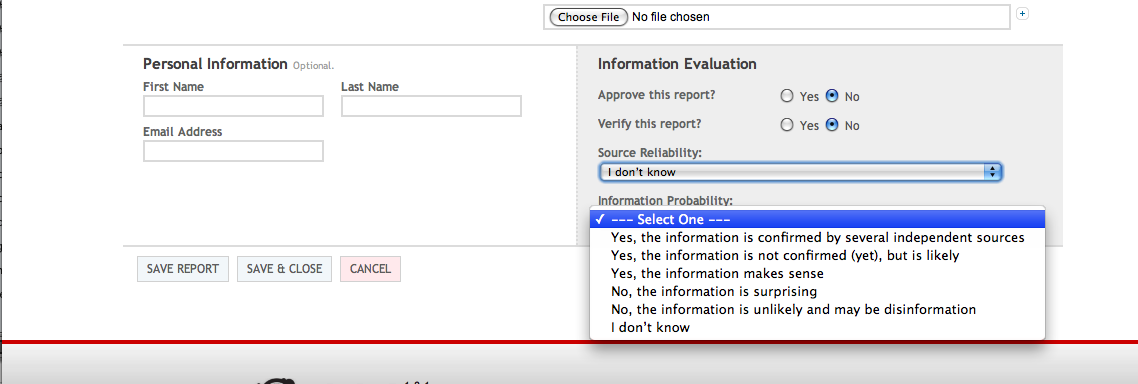 Choose File No file chosen +
Personal Information Optional.
First Name Last Name
Email Address
SAVE REPORT SAVE & CLOSE CANCEL
Information Evaluation
Approve this report? Yes No
Verify this report? Yes No
Source Reliability:
I don't know
Information Probability:
✓ --- Select One ---
Yes, the information is confirmed by several independent sources
Yes, the information is not confirmed (yet), but is likely
Yes, the information makes sense
No, the information is surprising
No, the information is unlikely and may be disinformation
I don't know